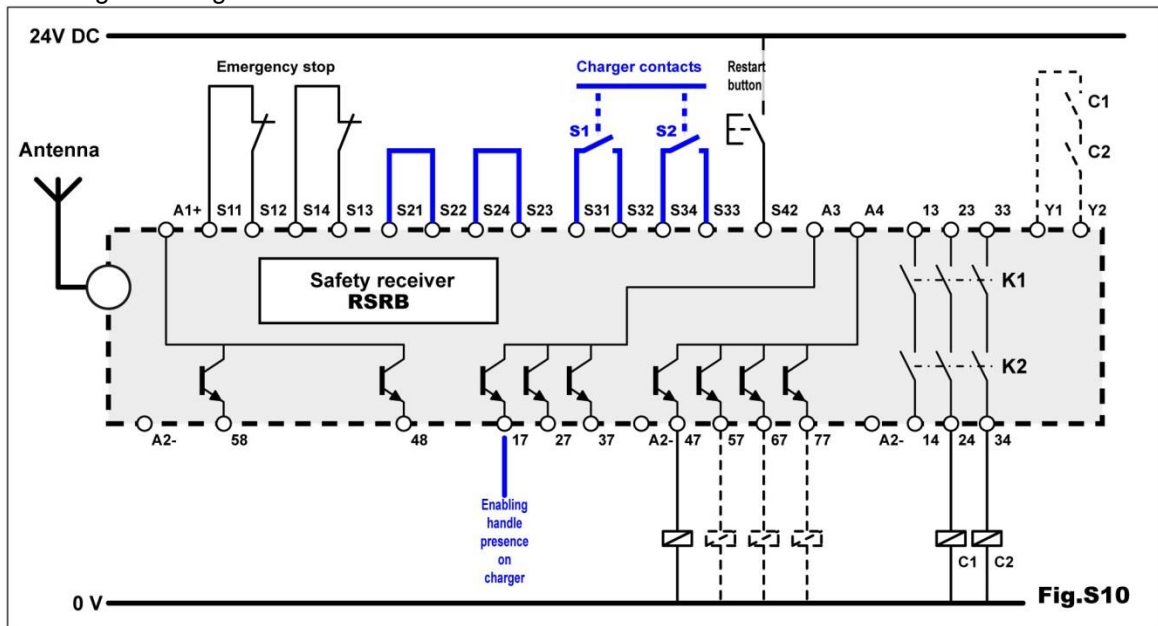 24V DC
Emergency stop
Charger contacts
Restart
button
S1
S2
C1
C2
Antenna
A1+ S11 S12 S14 S13 S21 S22 S24 S23 S31 S32 S34 S33 S42 A3 A4 13 23 33 Y1 Y2
Safety receiver
RSRB
K1
K2
A2- 58 48 17 27 37 A2- 47 57 67 77 A2- 14 24 34
Enabling
handle
presence
on
charger
C1 C2
0 V
Fig.S10